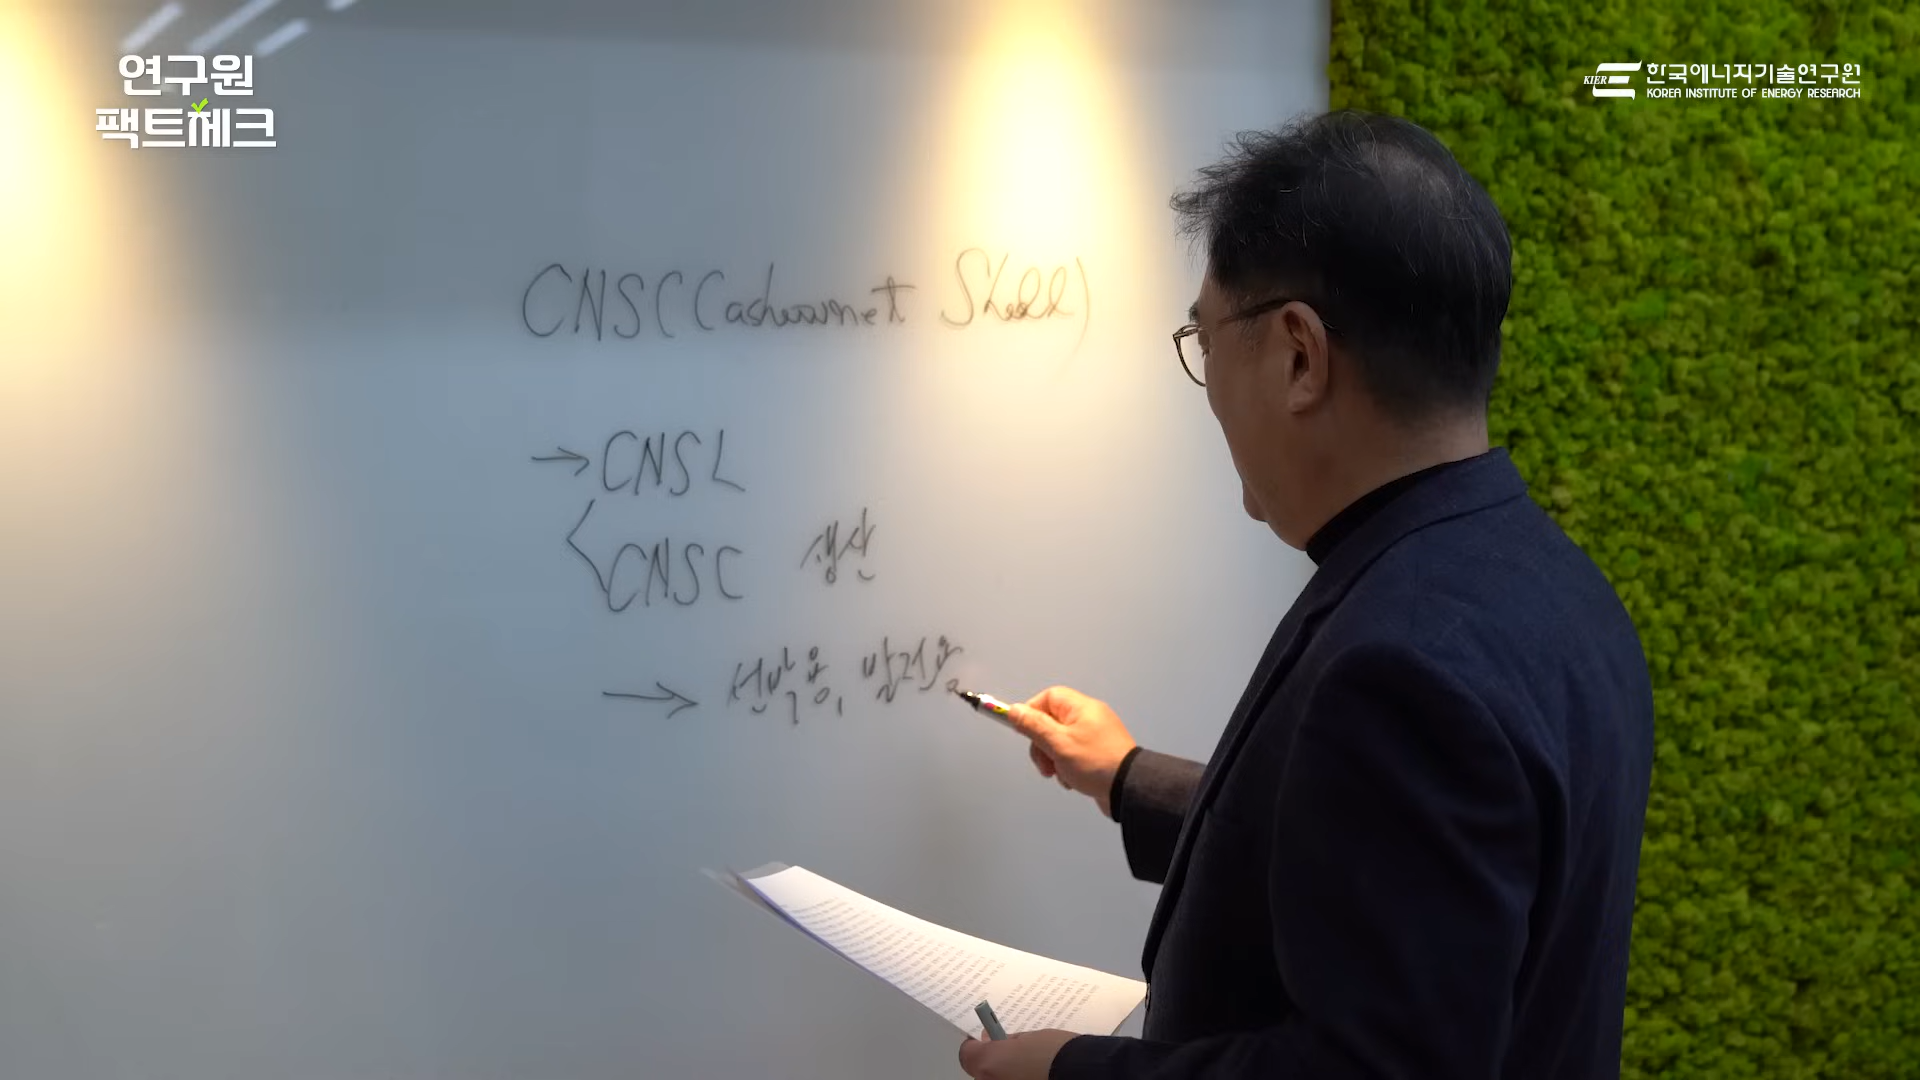 연구원
팩트체크
KIER 한국에너지기술연구원
KOREA INSTITUTE OF ENERGY RESEARCH
CNSC(Cashewnet Shell)
→ CNSL
CNSC 생산
→ 선박용, 발전용